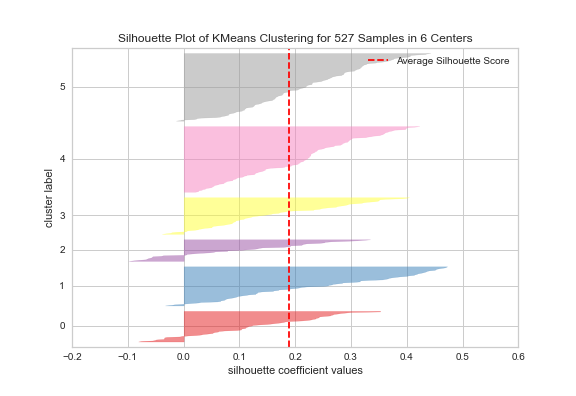 Silhouette Plot of KMeans Clustering for 527 Samples in 6 Centers
Average Silhouette Score
cluster label
5
4
3
2
1
0
−0.2 −0.1 0.0 0.1 0.2 0.3 0.4 0.5 0.6
silhouette coefficient values